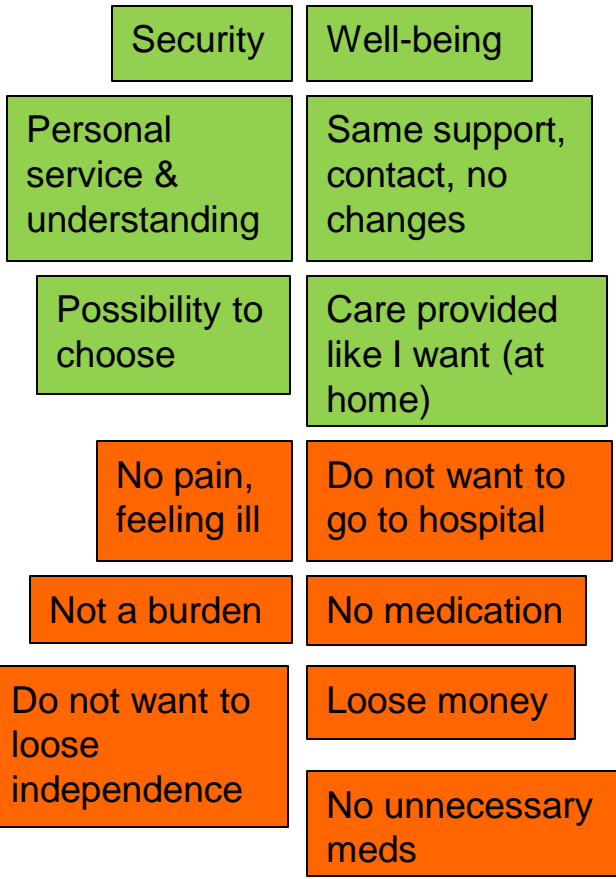 Security
Well-being
Personal
service &
understanding
Same support,
contact, no
changes
Possibility to
choose
Care provided
like I want (at
home)
No pain,
feeling ill
Do not want to
go to hospital
Not a burden
No medication
Do not want to
loose
independence
Loose money
No unnecessary
meds